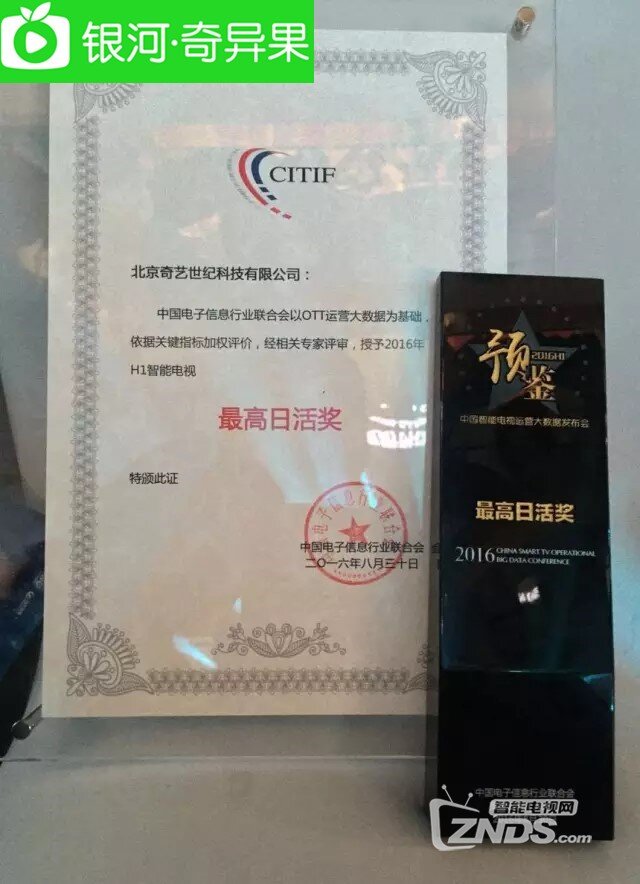 银河·奇异果
CITIF
北京奇艺世纪科技有限公司：
中国电子信息行业联合会以OTT运营大数据为基础，
依据关键指标加权评价，经相关专家评审，授予2016年
H1智能电视
最高日活奖
特颁此证
中国电子信息行业联合会
二〇一六年八月三十日
预鉴
2016H1
中国智能电视运营大数据发布会
最高日活奖
2016 CHINA SMART TV OPERATIONAL
BIG DATA CONFERENCE
中国电子信息行业联合会
智能电视网
ZNDS.com